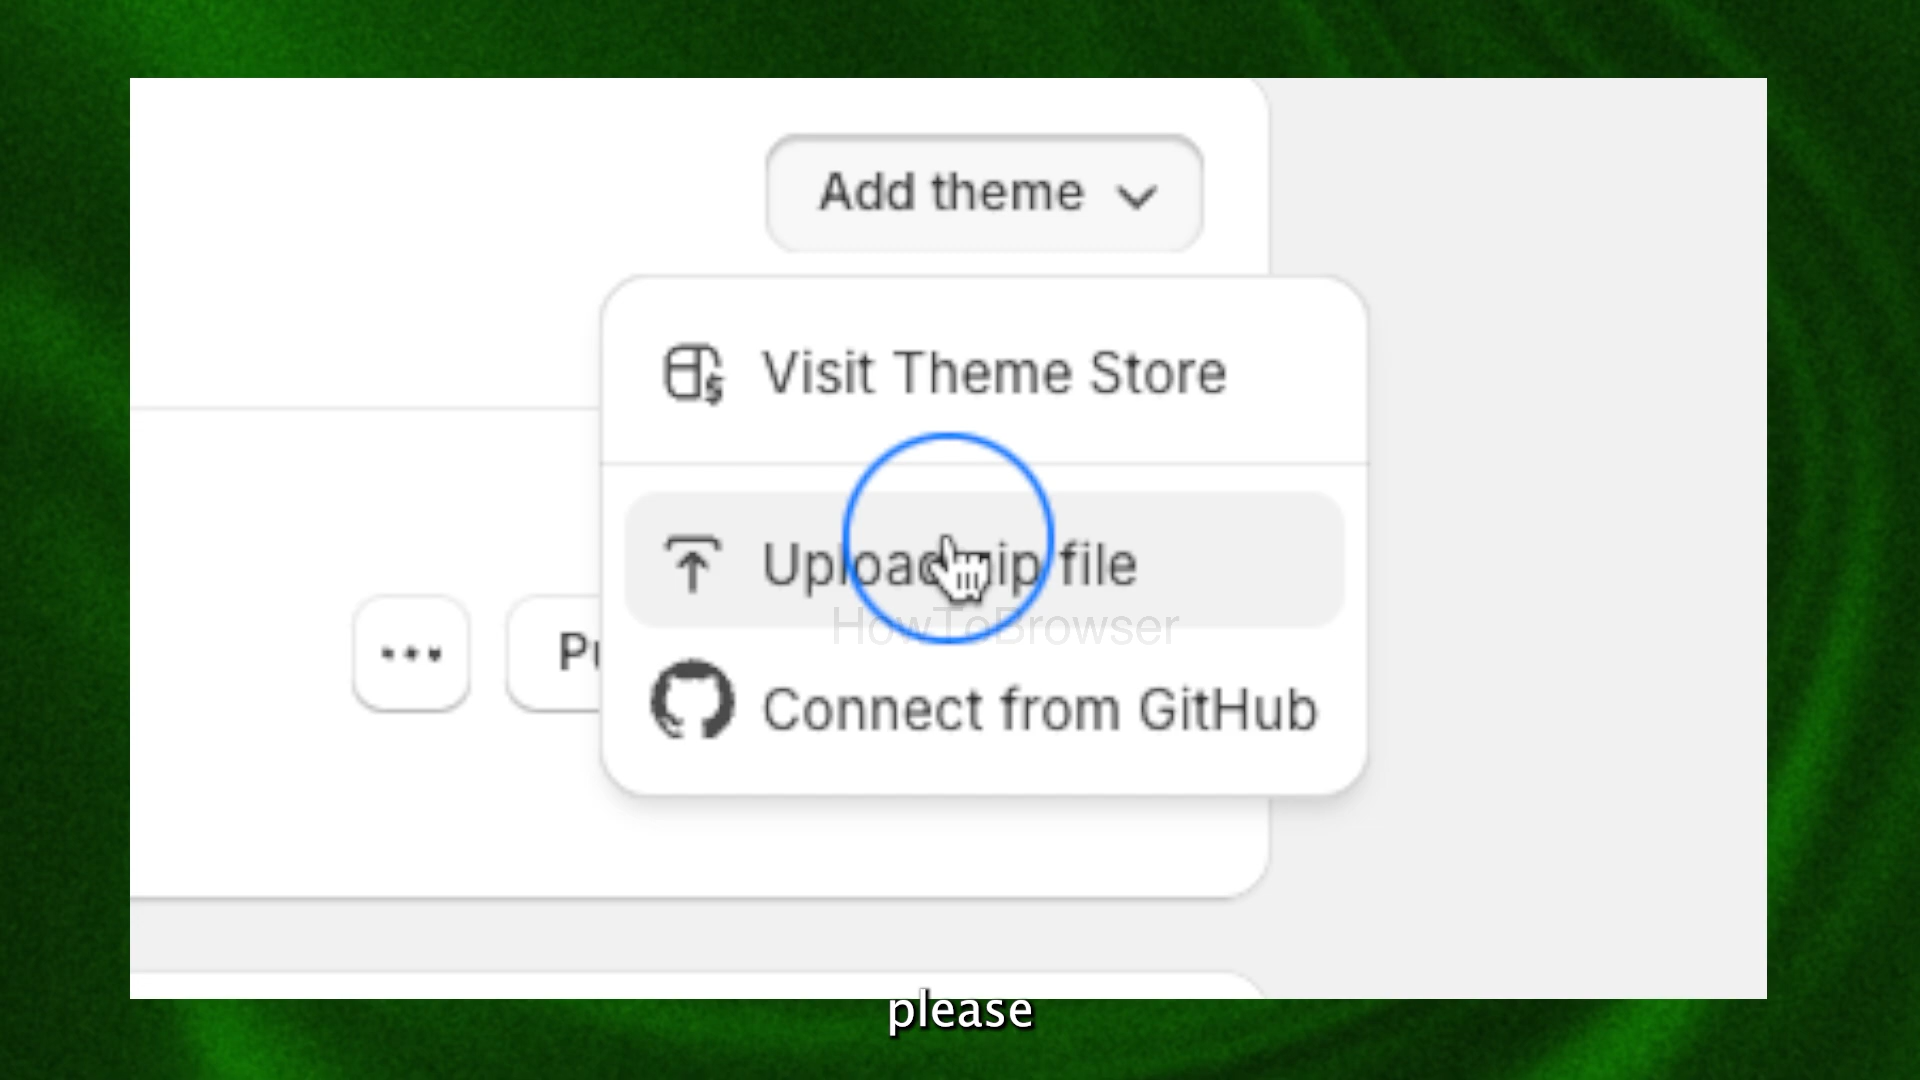 Add theme
Visit Theme Store
Upload zip file
HowToBrowser
Connect from GitHub
please